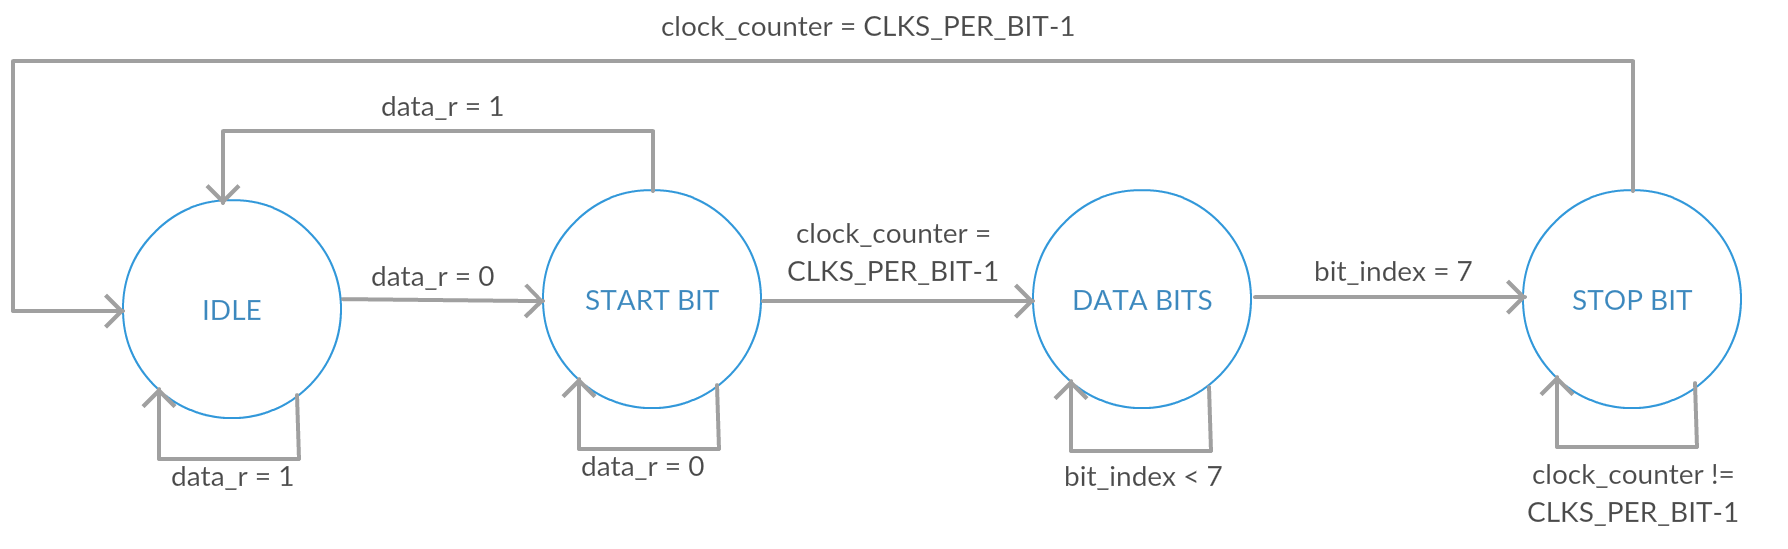 clock_counter = CLKS_PER_BIT-1
data_r = 1
clock_counter =
CLKS_PER_BIT-1
data_r = 0
bit_index = 7
IDLE
START BIT
DATA BITS
STOP BIT
data_r = 1
data_r = 0
bit_index < 7
clock_counter !=
CLKS_PER_BIT-1